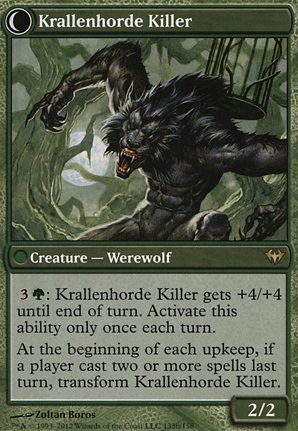 Krallenhorde Killer
Creature — Werewolf
3: Krallenhorde Killer gets +4/+4
until end of turn. Activate this
ability only once each turn.
At the beginning of each upkeep, if
a player cast two or more spells last
turn, transform Krallenhorde Killer.
2/2
Zoltan Boros
™ & © 1993–2012 Wizards of the Coast LLC 133b/158